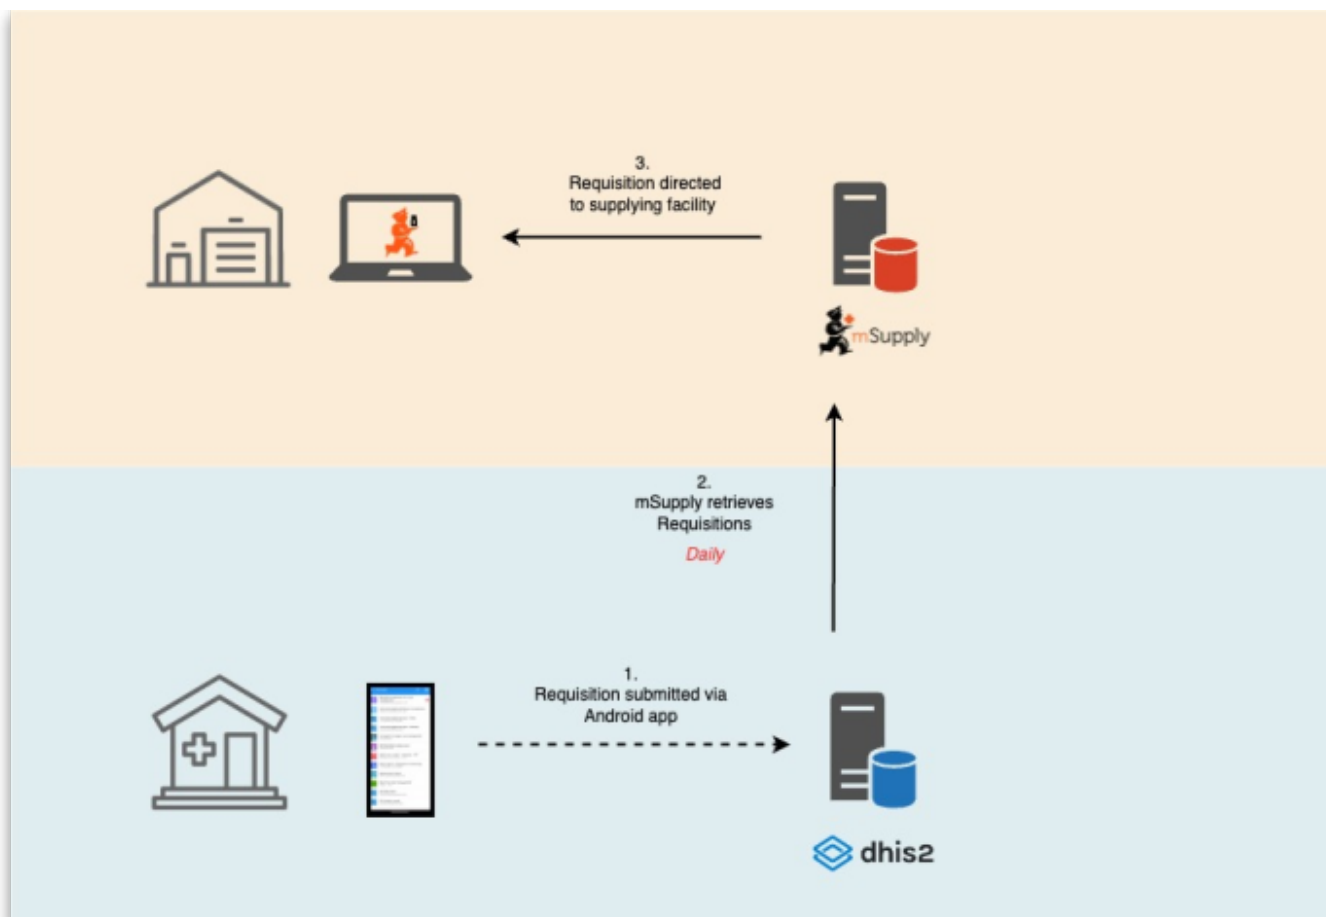 3.
Requisition directed
to supplying facility
mSupply
2.
mSupply retrieves
Requisitions
Daily
1.
Requisition submitted via
Android app
dhis2